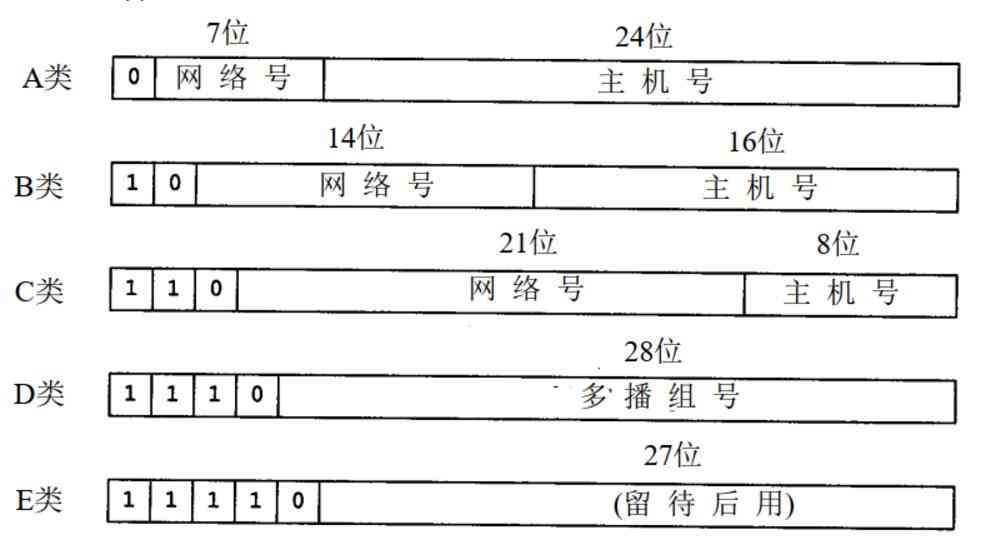 7位 24位
A类 0 网络号 主机号
14位 16位
B类 1 0 网络号 主机号
21位 8位
C类 1 1 0 网络号 主机号
28位
D类 1 1 1 0 多播组号
27位
E类 1 1 1 1 0 (留待后用)